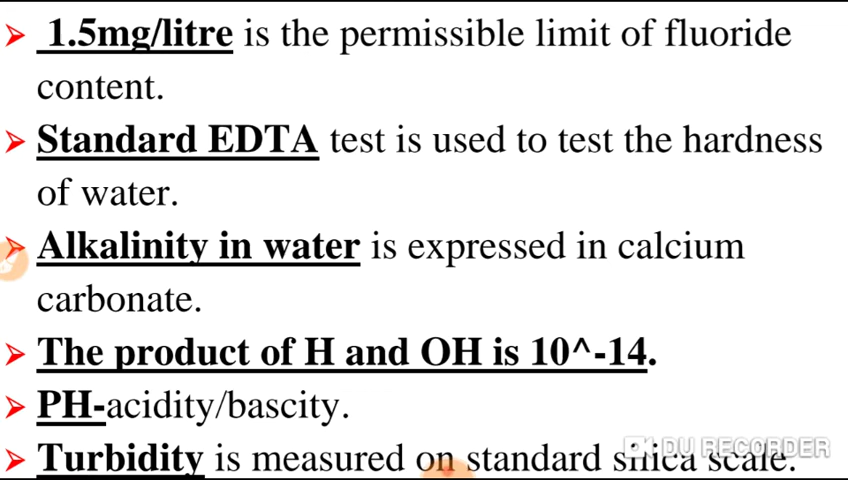 1.5mg/litre is the permissible limit of fluoride
content.
Standard EDTA test is used to test the hardness
of water.
Alkalinity in water is expressed in calcium
carbonate.
The product of H and OH is 10^-14.
PH-acidity/bascity.
Turbidity is measured on standard silica scale.
DU RECORDER